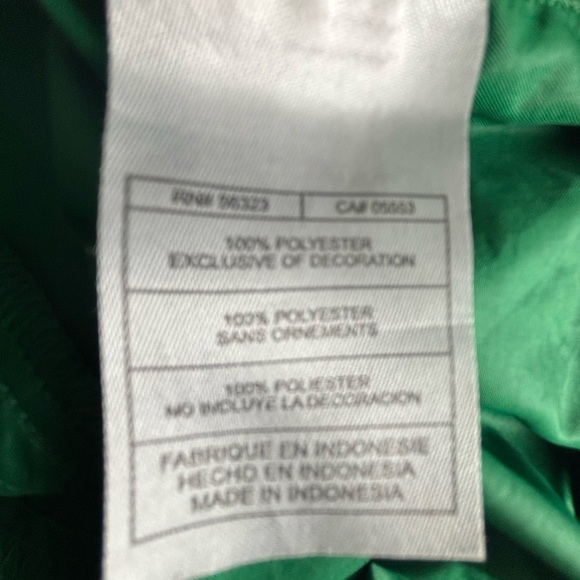 RN# 56323 CA# 05553
100% POLYESTER
EXCLUSIVE OF DECORATION
100% POLYESTER
SANS ORNEMENTS
100% POLIESTER
NO INCLUYE LA DECORACION
FABRIQUE EN INDONESIE
HECHO EN INDONESIA
MADE IN INDONESIA